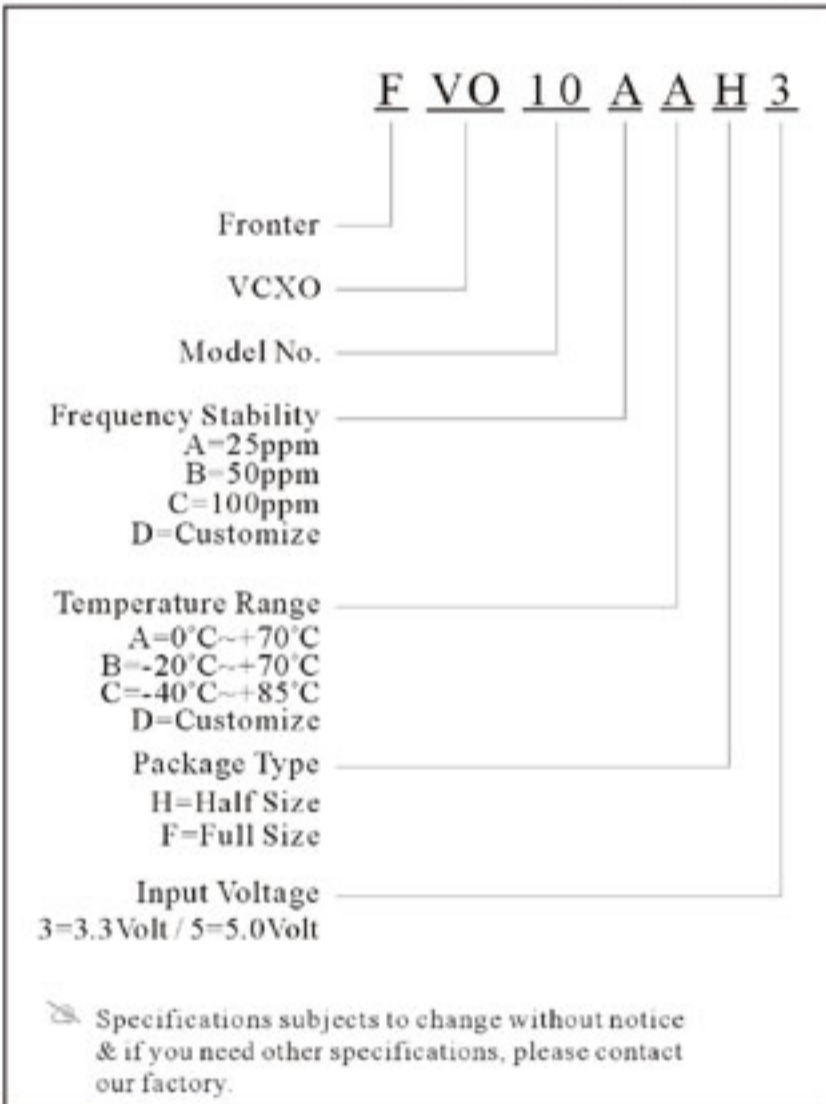 F VO 10 A A H 3
Fronter
VCXO
Model No.
Frequency Stability
A=25ppm
B=50ppm
C=100ppm
D=Customize
Temperature Range
A=0°C~+70°C
B=-20°C~+70°C
C=-40°C~+85°C
D=Customize
Package Type
H=Half Size
F=Full Size
Input Voltage
3=3.3Volt / 5=5.0Volt
Specifications subjects to change without notice
& if you need other specifications, please contact
our factory.